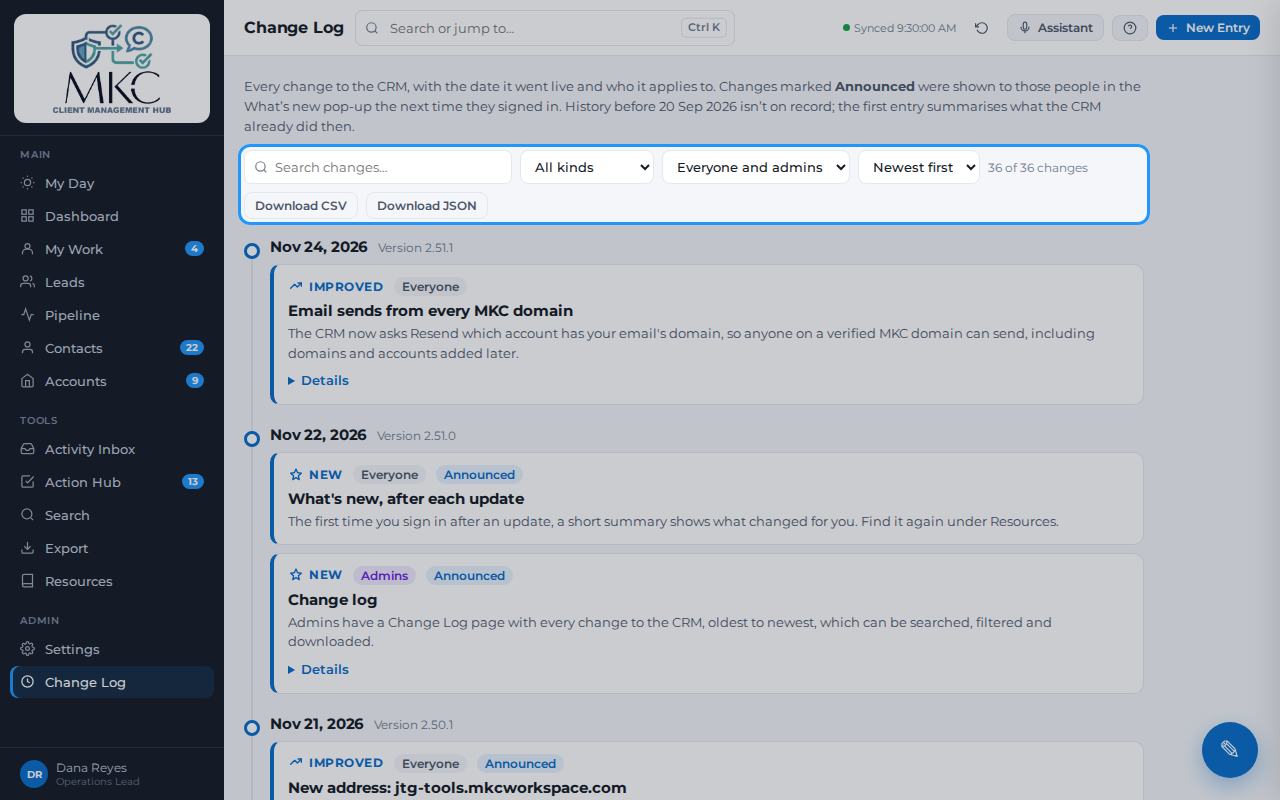 MKC
CLIENT MANAGEMENT HUB
MAIN
My Day
Dashboard
My Work 4
Leads
Pipeline
Contacts 22
Accounts 9
TOOLS
Activity Inbox
Action Hub 13
Search
Export
Resources
ADMIN
Settings
Change Log
DR Dana Reyes
Operations Lead
Change Log Search or jump to... Ctrl K Synced 9:30:00 AM Assistant New Entry
Every change to the CRM, with the date it went live and who it applies to. Changes marked Announced were shown to those people in the
What's new pop-up the next time they signed in. History before 20 Sep 2026 isn't on record; the first entry summarises what the CRM
already did then.
Search changes... All kinds Everyone and admins Newest first 36 of 36 changes
Download CSV Download JSON
Nov 24, 2026 Version 2.51.1
IMPROVED Everyone
Email sends from every MKC domain
The CRM now asks Resend which account has your email's domain, so anyone on a verified MKC domain can send, including
domains and accounts added later.
Details
Nov 22, 2026 Version 2.51.0
NEW Everyone Announced
What's new, after each update
The first time you sign in after an update, a short summary shows what changed for you. Find it again under Resources.
NEW Admins Announced
Change log
Admins have a Change Log page with every change to the CRM, oldest to newest, which can be searched, filtered and
downloaded.
Details
Nov 21, 2026 Version 2.50.1
IMPROVED Everyone Announced
New address: jtg-tools.mkcworkspace.com